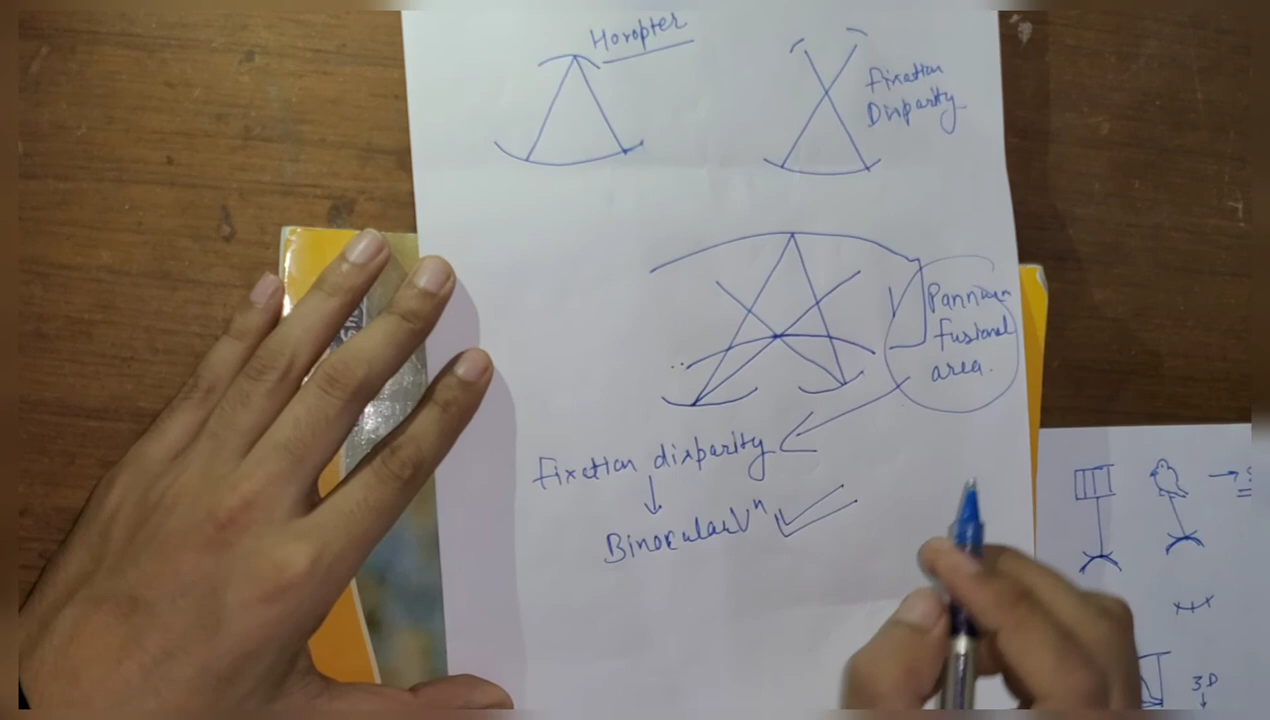 Horopter
Fixation
Disparity
Pannum
fusional
area.
Fixation disparity
Binocular Vⁿ
3D